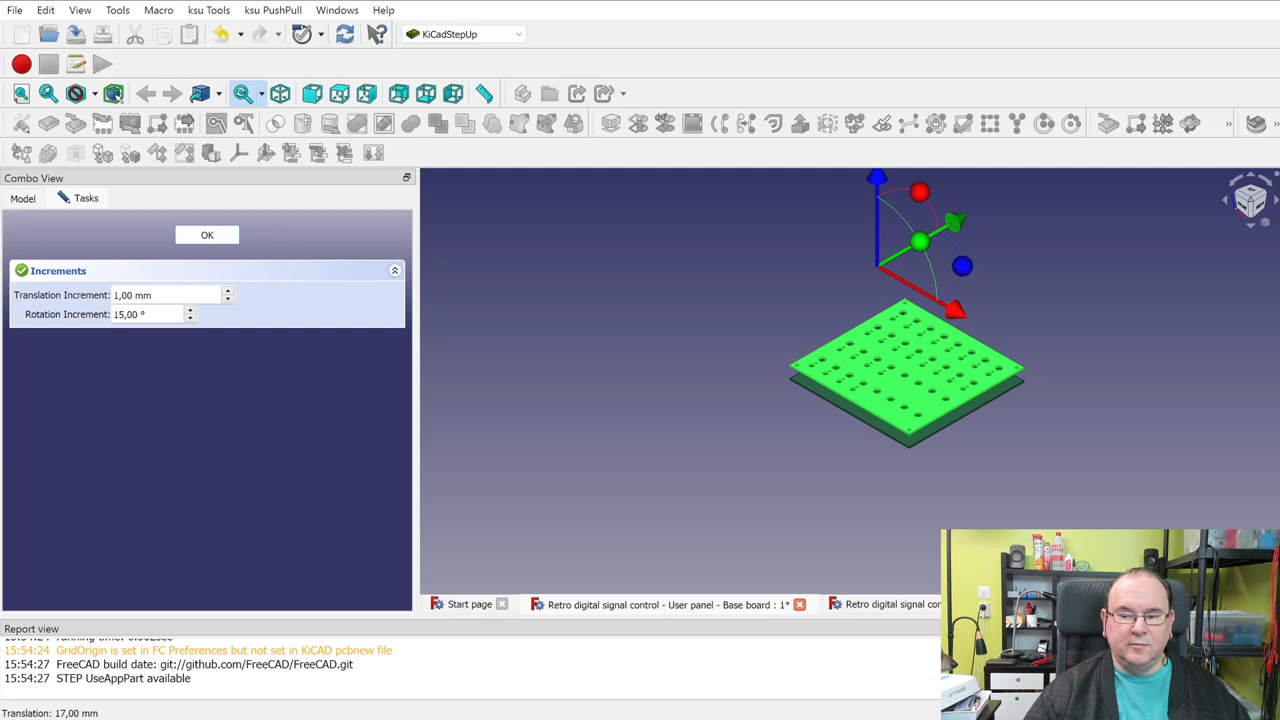 File Edit View Tools Macro ksu Tools ksu PushPull Windows Help
KiCadStepUp
Combo View
Model Tasks
OK
Increments
Translation Increment: 1,00 mm
Rotation Increment: 15,00 °
Start page
Retro digital signal control - User panel - Base board : 1*
Retro digital signal co
Report view
15:54:24 GridOrigin is set in FC Preferences but not set in KiCAD pcbnew file
15:54:27 FreeCAD build date: git://github.com/FreeCAD/FreeCAD.git
15:54:27 STEP UseAppPart available
Translation: 17,00 mm